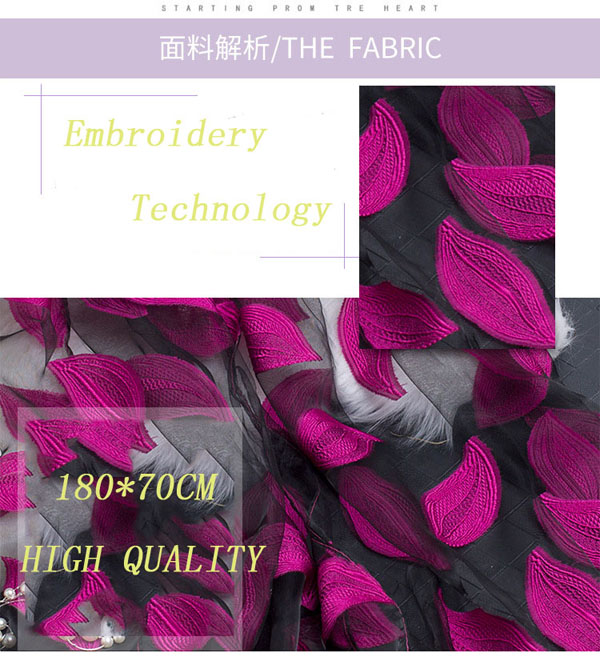 STARTING PROM TRE HEART
面料解析/THE FABRIC
Embroidery
Technology
180*70CM
HIGH QUALITY